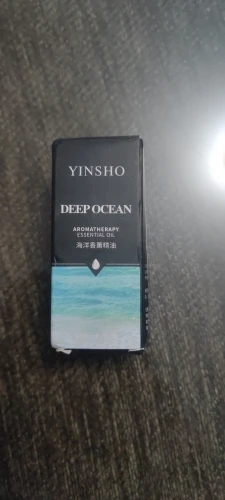 YINSHO
DEEP OCEAN
AROMATHERAPY
ESSENTIAL OIL
海洋香薰精油